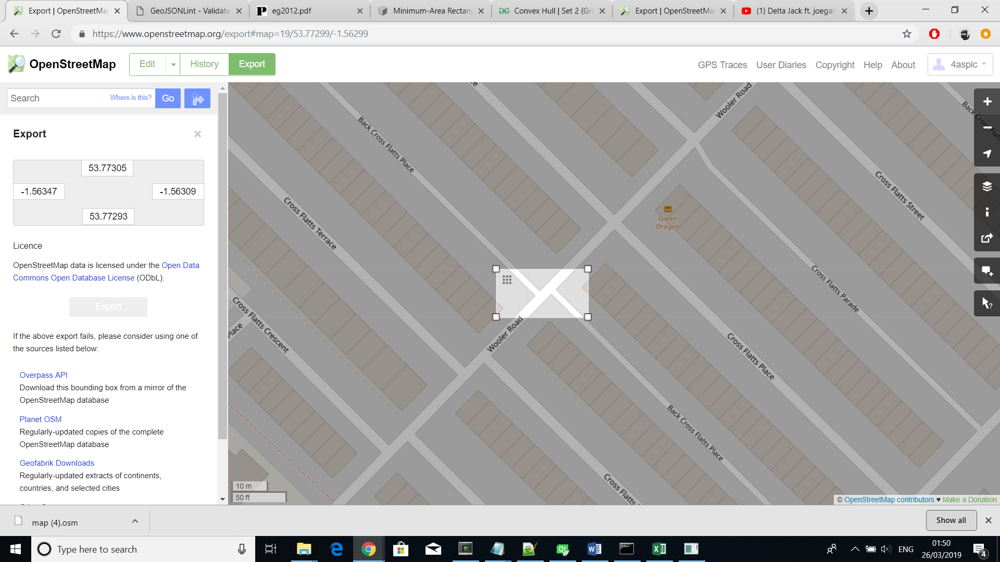 Export | OpenStreetMa
GeoJSONLint - Validate
eg2012.pdf
Minimum-Area Rectang
Convex Hull | Set 2 (Gra
Export | OpenStreetMa
(1) Delta Jack ft. joegar
https://www.openstreetmap.org/export#map=19/53.77299/-1.56299
OpenStreetMap
Edit
History
Export
GPS Traces
User Diaries
Copyright
Help
About
4aspic
Search
Where is this?
Go
Export
53.77305
-1.56347
-1.56309
53.77293
Licence
OpenStreetMap data is licensed under the Open Data
Commons Open Database License (ODbL).
Export
If the above export fails, please consider using one of
the sources listed below:
Overpass API
Download this bounding box from a mirror of the
OpenStreetMap database
Planet OSM
Regularly-updated copies of the complete
OpenStreetMap database
Geofabrik Downloads
Regularly-updated extracts of continents,
countries, and selected cities
Wooler Road
Back Cross Flatts Place
Cross Flatts Terrace
Cross Flatts Street
Green
Dragon
Cross Flatts Parade
Cross Flatts Crescent
Place
Wooler Road
Cross Flatts Place
Back Cross Flatts Place
Cross Flatts
Back Cross Flatts
10 m
50 ft
© OpenStreetMap contributors ♥ Make a Donation
map (4).osm
Show all
Type here to search
ENG
01:50
26/03/2019
4